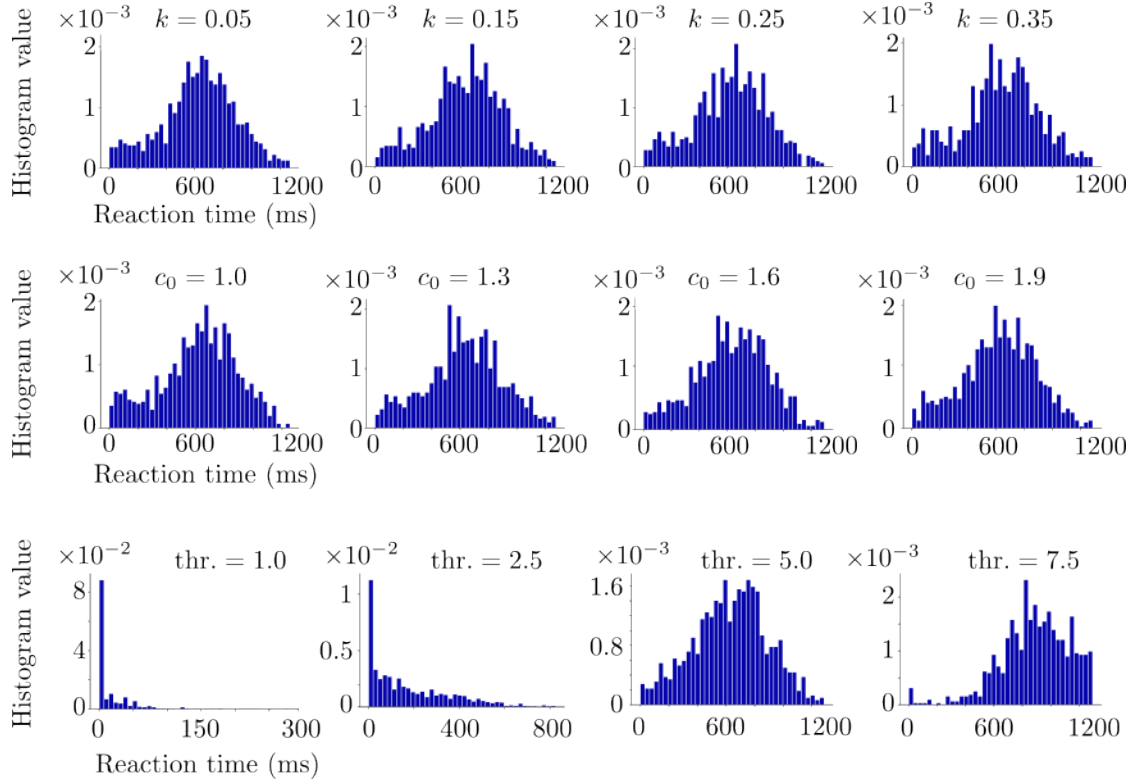 ×10⁻³ k = 0.05 ×10⁻³ k = 0.15 ×10⁻³ k = 0.25 ×10⁻³ k = 0.35
Histogram value
2 2 2 2
1 1 1 1
0 0 0 0
0 600 1200 0 600 1200 0 600 1200 0 600 1200
Reaction time (ms)
×10⁻³ c₀ = 1.0 ×10⁻³ c₀ = 1.3 ×10⁻³ c₀ = 1.6 ×10⁻³ c₀ = 1.9
Histogram value
2 2 2 2
1 1 1 1
0 0 0 0
0 600 1200 0 600 1200 0 600 1200 0 600 1200
Reaction time (ms)
×10⁻² thr. = 1.0 ×10⁻² thr. = 2.5 ×10⁻³ thr. = 5.0 ×10⁻³ thr. = 7.5
Histogram value
8 1 1.6 2
4 0.5 0.8 1
0 0 0 0
0 150 300 0 400 800 0 600 1200 0 600 1200
Reaction time (ms)